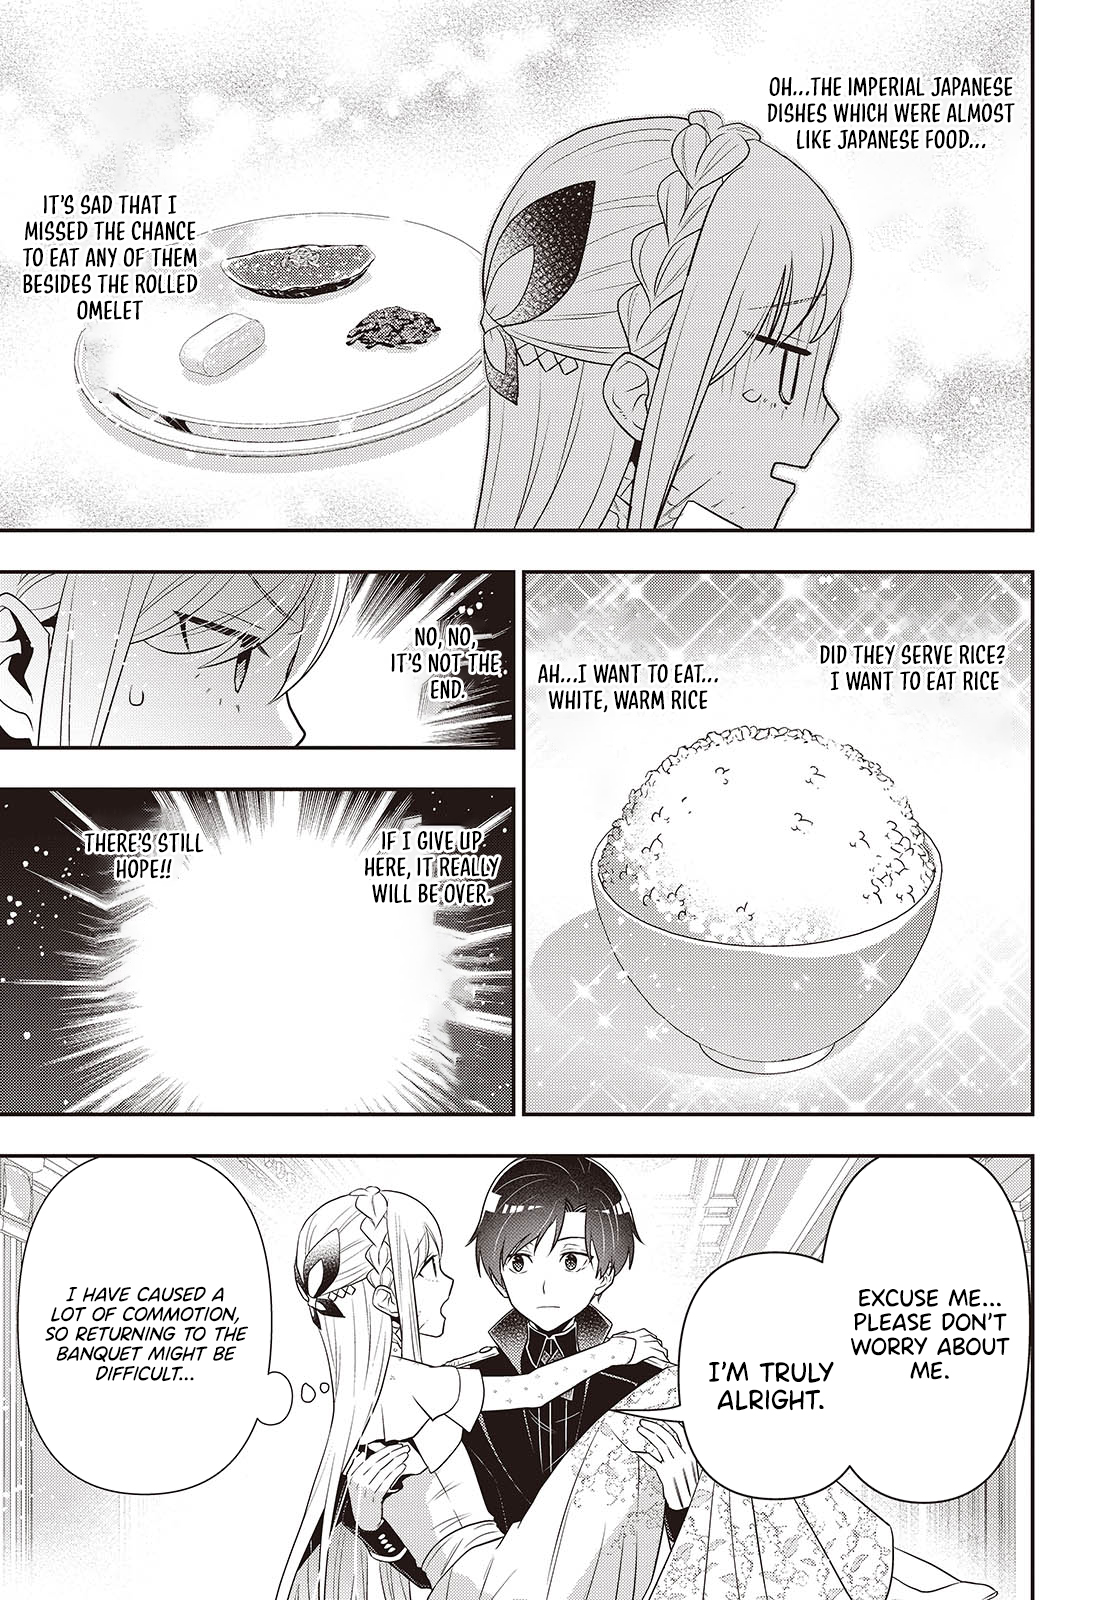 OH...THE IMPERIAL JAPANESE
DISHES WHICH WERE ALMOST
LIKE JAPANESE FOOD...
IT'S SAD THAT I
MISSED THE CHANCE
TO EAT ANY OF THEM
BESIDES THE ROLLED
OMELET
DID THEY SERVE RICE?
I WANT TO EAT RICE
AH...I WANT TO EAT...
WHITE, WARM RICE
NO, NO,
IT'S NOT THE
END.
IF I GIVE UP
HERE, IT REALLY
WILL BE OVER.
THERE'S STILL
HOPE!!
EXCUSE ME...
PLEASE DON'T
WORRY ABOUT
ME.
I'M TRULY
ALRIGHT.
I HAVE CAUSED A
LOT OF COMMOTION,
SO RETURNING TO THE
BANQUET MIGHT BE
DIFFICULT...